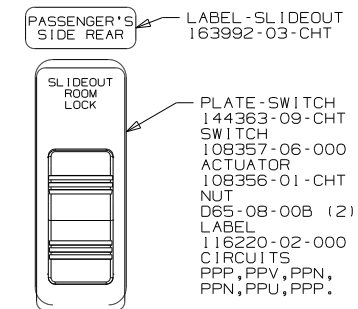 PASSENGER'S
SIDE REAR
LABEL-SLIDEOUT
163992-03-CHT
SLIDEOUT
ROOM
LOCK
PLATE-SWITCH
144363-09-CHT
SWITCH
108357-06-000
ACTUATOR
108356-01-CHT
NUT
D65-08-00B (2)
LABEL
116220-02-000
CIRCUITS
PPP,PPV,PPN,
PPN,PPU,PPP.